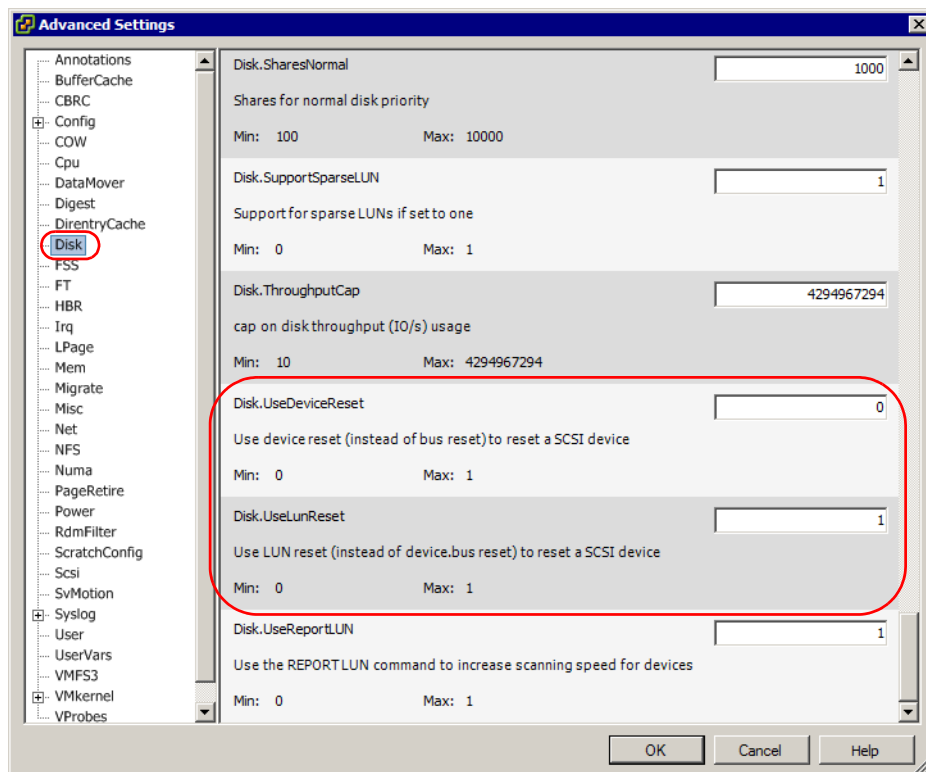 Advanced Settings
Annotations
BufferCache
CBRC
Config
COW
Cpu
DataMover
Digest
DirentryCache
Disk
FSS
FT
HBR
Irq
LPage
Mem
Migrate
Misc
Net
NFS
Numa
PageRetire
Power
RdmFilter
ScratchConfig
Scsi
SvMotion
Syslog
User
UserVars
VMFS3
VMkernel
VProbes
Disk.SharesNormal 1000
Shares for normal disk priority
Min: 100 Max: 10000
Disk.SupportSparseLUN 1
Support for sparse LUNs if set to one
Min: 0 Max: 1
Disk.ThroughputCap 4294967294
cap on disk throughput (IO/s) usage
Min: 10 Max: 4294967294
Disk.UseDeviceReset 0
Use device reset (instead of bus reset) to reset a SCSI device
Min: 0 Max: 1
Disk.UseLunReset 1
Use LUN reset (instead of device.bus reset) to reset a SCSI device
Min: 0 Max: 1
Disk.UseReportLUN 1
Use the REPORT LUN command to increase scanning speed for devices
Min: 0 Max: 1
OK Cancel Help